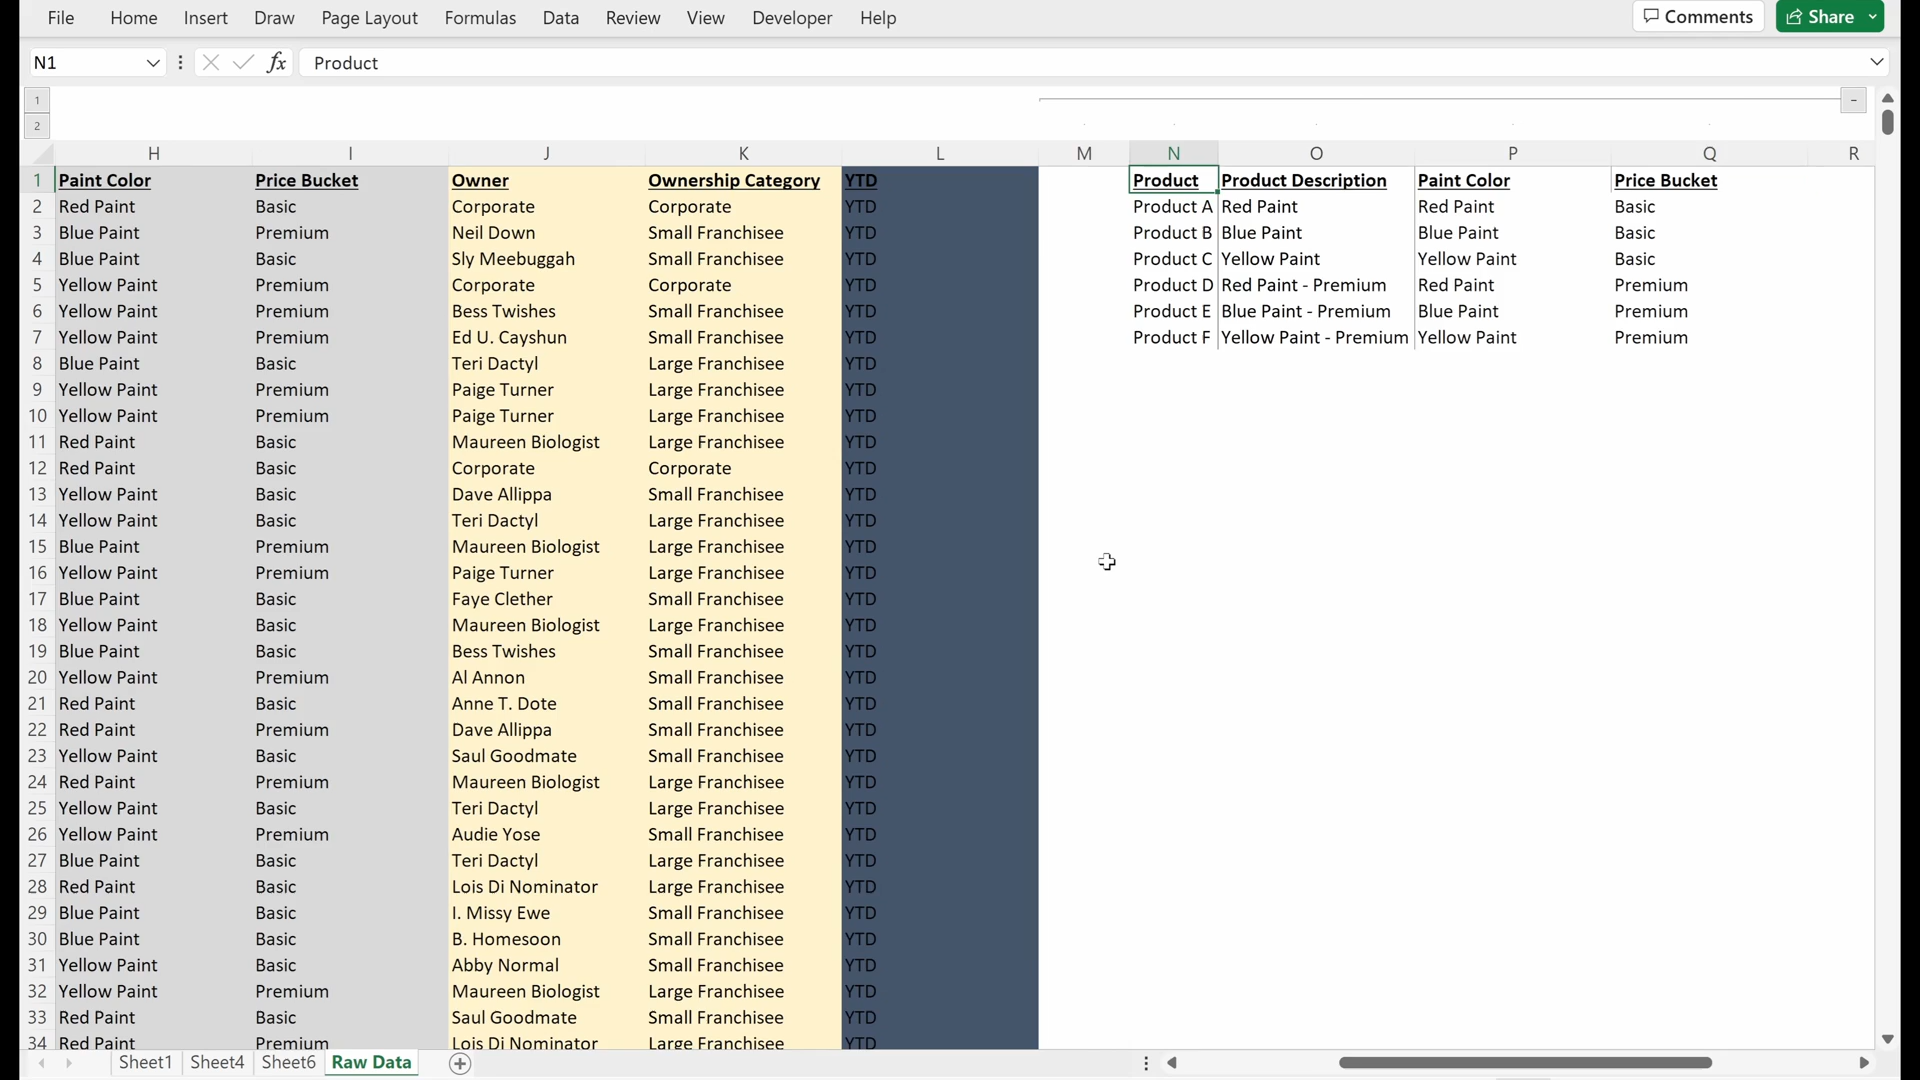 File Home Insert Draw Page Layout Formulas Data Review View Developer Help Comments Share
N1 fx Product
1
2
H I J K L M N O P Q R
1 Paint Color Price Bucket Owner Ownership Category YTD Product Product Description Paint Color Price Bucket
2 Red Paint Basic Corporate Corporate YTD Product A Red Paint Red Paint Basic
3 Blue Paint Premium Neil Down Small Franchisee YTD Product B Blue Paint Blue Paint Basic
4 Blue Paint Basic Sly Meebuggah Small Franchisee YTD Product C Yellow Paint Yellow Paint Basic
5 Yellow Paint Premium Corporate Corporate YTD Product D Red Paint - Premium Red Paint Premium
6 Yellow Paint Premium Bess Twishes Small Franchisee YTD Product E Blue Paint - Premium Blue Paint Premium
7 Yellow Paint Premium Ed U. Cayshun Small Franchisee YTD Product F Yellow Paint - Premium Yellow Paint Premium
8 Blue Paint Basic Teri Dactyl Large Franchisee YTD
9 Yellow Paint Premium Paige Turner Large Franchisee YTD
10 Yellow Paint Premium Paige Turner Large Franchisee YTD
11 Red Paint Basic Maureen Biologist Large Franchisee YTD
12 Red Paint Basic Corporate Corporate YTD
13 Yellow Paint Basic Dave Allippa Small Franchisee YTD
14 Yellow Paint Basic Teri Dactyl Large Franchisee YTD
15 Blue Paint Premium Maureen Biologist Large Franchisee YTD
16 Yellow Paint Premium Paige Turner Large Franchisee YTD
17 Blue Paint Basic Faye Clether Small Franchisee YTD
18 Yellow Paint Basic Maureen Biologist Large Franchisee YTD
19 Blue Paint Basic Bess Twishes Small Franchisee YTD
20 Yellow Paint Premium Al Annon Small Franchisee YTD
21 Red Paint Basic Anne T. Dote Small Franchisee YTD
22 Red Paint Premium Dave Allippa Small Franchisee YTD
23 Yellow Paint Basic Saul Goodmate Small Franchisee YTD
24 Red Paint Premium Maureen Biologist Large Franchisee YTD
25 Yellow Paint Basic Teri Dactyl Large Franchisee YTD
26 Yellow Paint Premium Audie Yose Small Franchisee YTD
27 Blue Paint Basic Teri Dactyl Large Franchisee YTD
28 Red Paint Basic Lois Di Nominator Large Franchisee YTD
29 Blue Paint Basic I. Missy Ewe Small Franchisee YTD
30 Blue Paint Basic B. Homesoon Small Franchisee YTD
31 Yellow Paint Basic Abby Normal Small Franchisee YTD
32 Yellow Paint Premium Maureen Biologist Large Franchisee YTD
33 Red Paint Basic Saul Goodmate Small Franchisee YTD
34 Red Paint Premium Lois Di Nominator Large Franchisee YTD
Sheet1 Sheet4 Sheet6 Raw Data